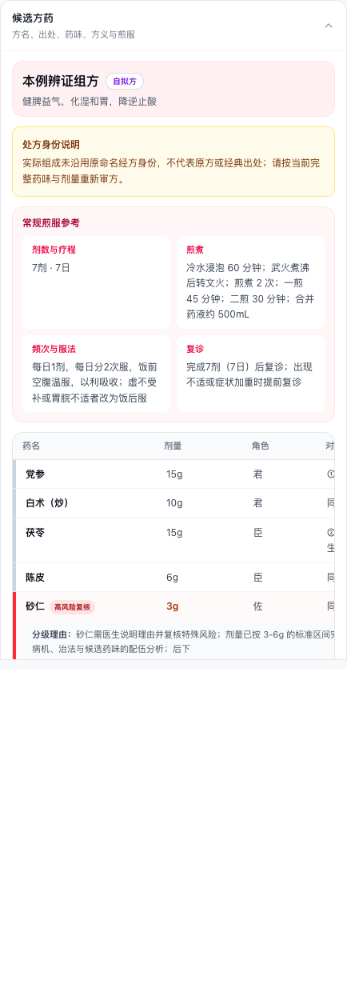 候选方药
方名、出处、药味、方义与煎服
本例辨证组方 自拟方
健脾益气，化湿和胃，降逆止酸
处方身份说明
实际组成未沿用原命名经方身份，不代表原方或经典出处；请按当前完
整药味与剂量重新审方。
常规煎服参考
剂数与疗程
7剂 · 7日
煎煮
冷水浸泡 60 分钟；武火煮沸
后转文火；煎煮 2 次；一煎
45 分钟；二煎 30 分钟；合并
药液约 500mL
频次与服法
每日1剂，每日分2次服，饭前
空腹温服，以利吸收；虚不受
补或胃脘不适者改为饭后服
复诊
完成7剂（7日）后复诊；出现
不适或症状加重时提前复诊
药名 剂量 角色 对
党参 15g 君 ①
白术（炒） 10g 君 同
茯苓 15g 臣 ②
生
陈皮 6g 臣 同
砂仁 高风险复核 3g 佐 同
分级理由：砂仁需医生说明理由并复核特殊风险；剂量已按 3-6g 的标准区间
病机、治法与候选药味的配伍分析；后下